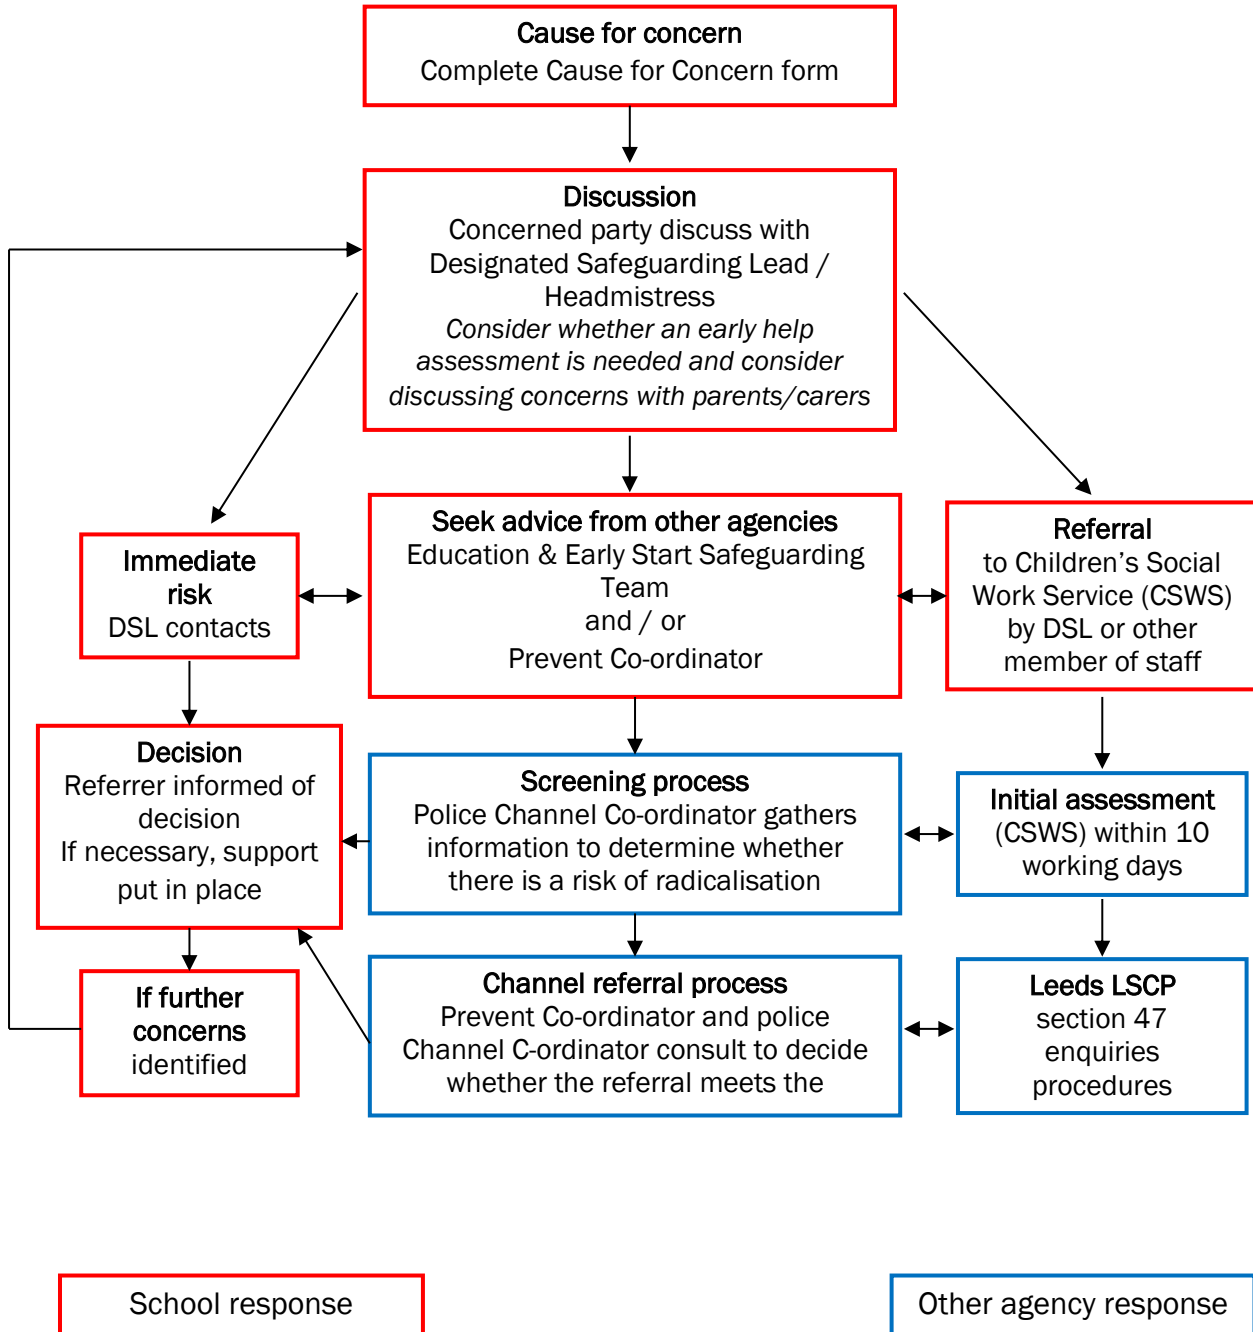 Cause for concern
Complete Cause for Concern form
Discussion
Concerned party discuss with
Designated Safeguarding Lead /
Headmistress
Consider whether an early help
assessment is needed and consider
discussing concerns with parents/carers
Immediate
risk
DSL contacts
Seek advice from other agencies
Education & Early Start Safeguarding
Team
and / or
Prevent Co-ordinator
Referral
to Children’s Social
Work Service (CSWS)
by DSL or other
member of staff
Decision
Referrer informed of
decision
If necessary, support
put in place
Screening process
Police Channel Co-ordinator gathers
information to determine whether
there is a risk of radicalisation
Initial assessment
(CSWS) within 10
working days
If further
concerns
identified
Channel referral process
Prevent Co-ordinator and police
Channel C-ordinator consult to decide
whether the referral meets the
Leeds LSCP
section 47
enquiries
procedures
School response
Other agency response